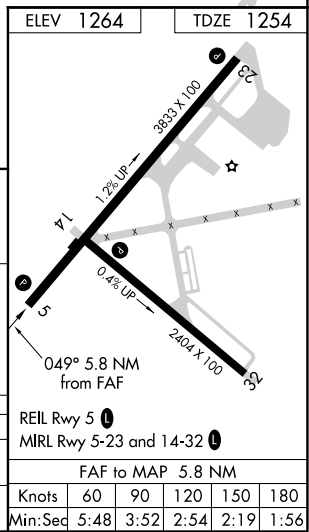 ELEV 1264
TDZE 1254
P
23
3833 X 100
1.2% UP
14
X X X X X X
P
0.4% UP
P
5
2404 X 100
32
049° 5.8 NM
from FAF
REIL Rwy 5 L
MIRL Rwy 5-23 and 14-32 L
FAF to MAP 5.8 NM
Knots 60 90 120 150 180
Min:Sec 5:48 3:52 2:54 2:19 1:56